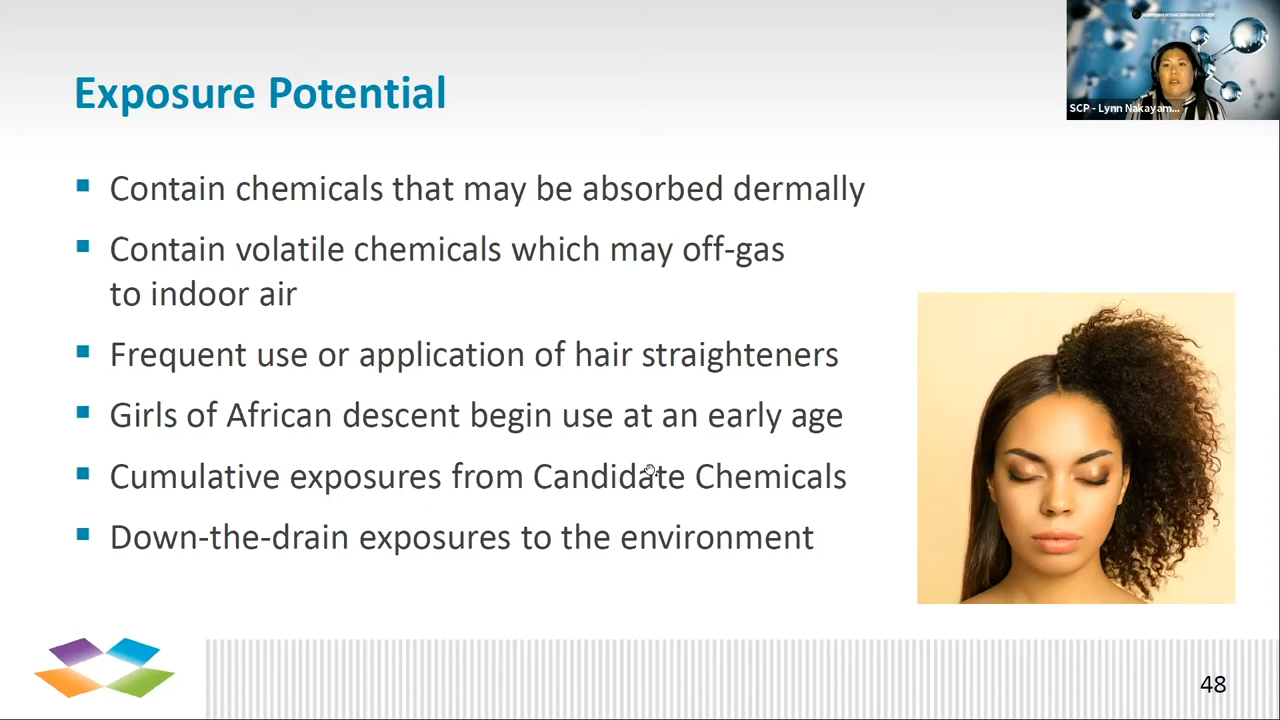 Exposure Potential
SCP - Lynn Nakayam...
Contain chemicals that may be absorbed dermally
Contain volatile chemicals which may off-gas
to indoor air
Frequent use or application of hair straighteners
Girls of African descent begin use at an early age
Cumulative exposures from Candidate Chemicals
Down-the-drain exposures to the environment
48